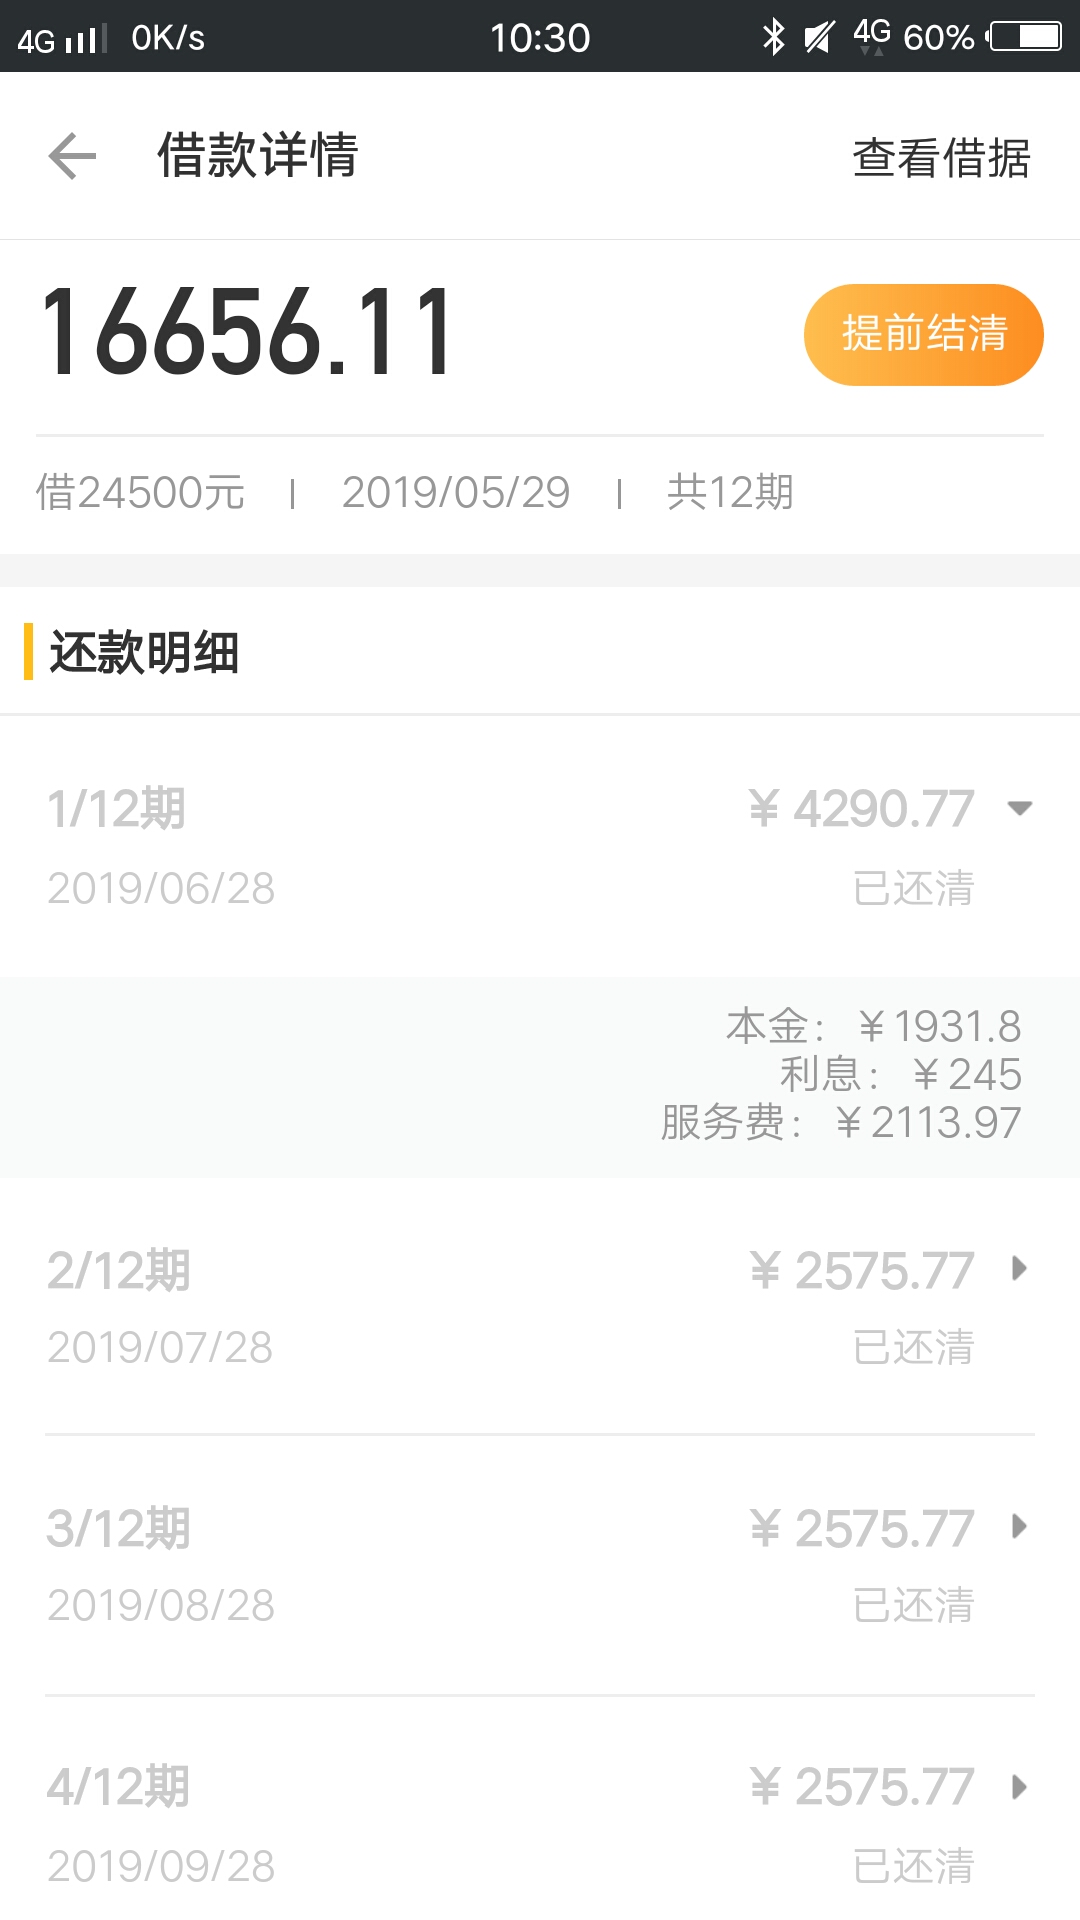 4G 0K/s 10:30 4G 60%
借款详情 查看借据
16656.11 提前结清
借24500元 | 2019/05/29 | 共12期
还款明细
1/12期 ¥ 4290.77
2019/06/28 已还清
本金：¥1931.8
利息：¥245
服务费：¥2113.97
2/12期 ¥ 2575.77
2019/07/28 已还清
3/12期 ¥ 2575.77
2019/08/28 已还清
4/12期 ¥ 2575.77
2019/09/28 已还清